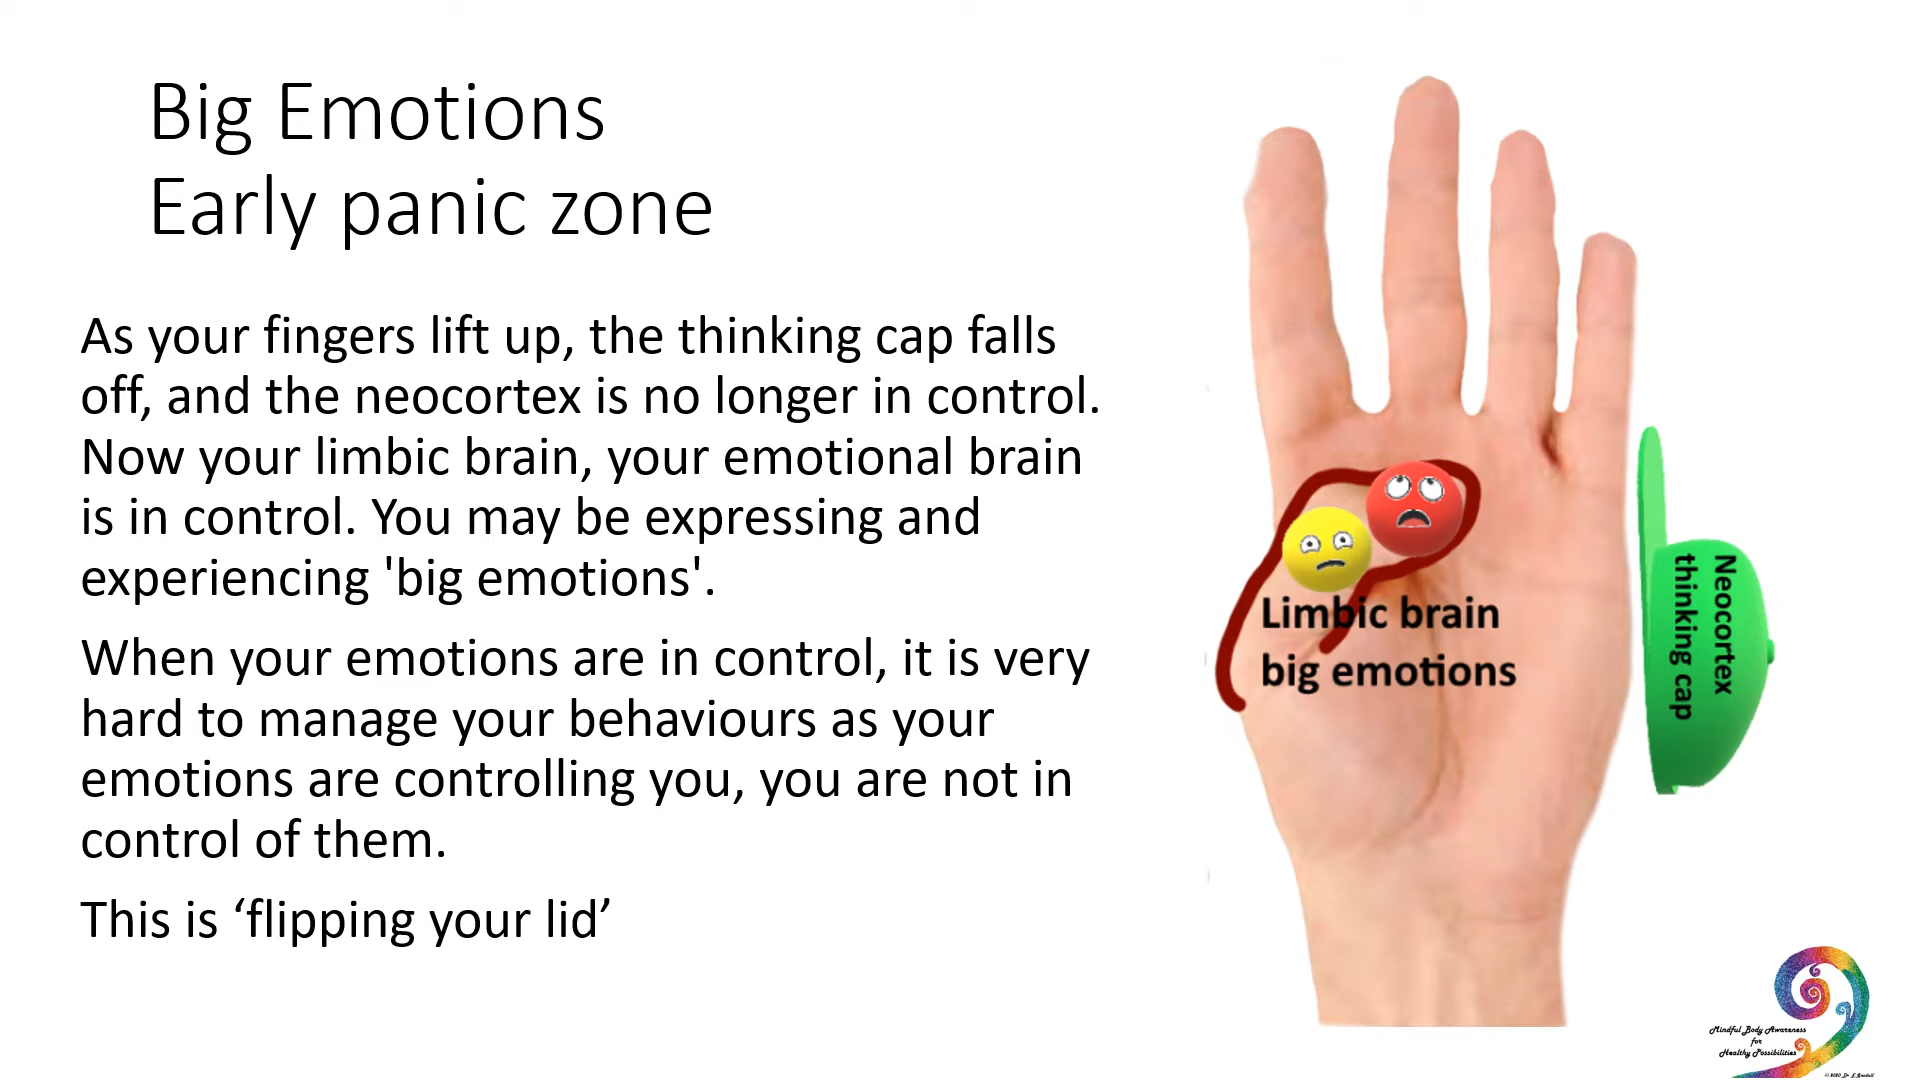 Big Emotions
Early panic zone
As your fingers lift up, the thinking cap falls
off, and the neocortex is no longer in control.
Now your limbic brain, your emotional brain
is in control. You may be expressing and
experiencing 'big emotions'.
When your emotions are in control, it is very
hard to manage your behaviours as your
emotions are controlling you, you are not in
control of them.
This is ‘flipping your lid’
Limbic brain
big emotions
Neocortex
thinking cap
Mindful Body Awareness
for
Healthy Possibilities
© 2020 Dr L Goodall